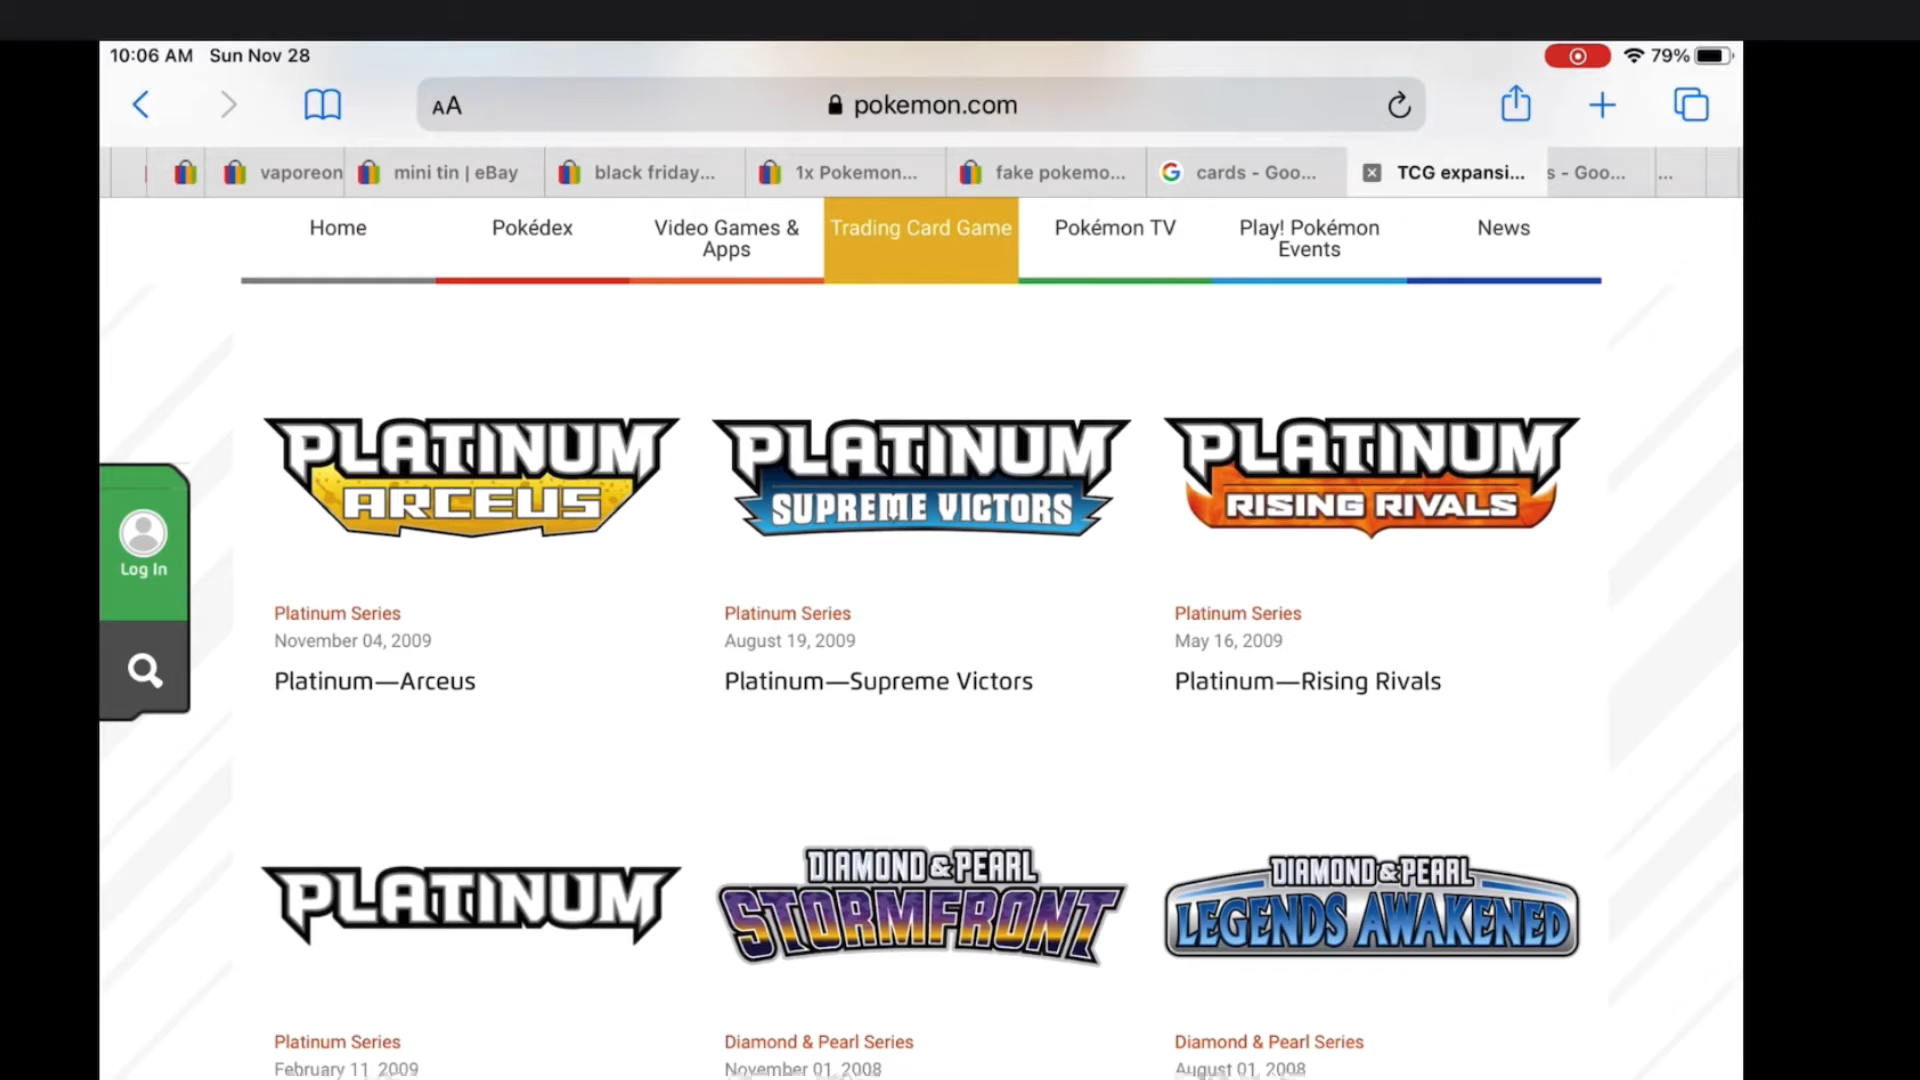 10:06 AM Sun Nov 28
79%
AA
pokemon.com
vaporeon
mini tin | eBay
black friday...
1x Pokemon...
fake pokemo...
cards - Goo...
TCG expansi...
s - Goo...
...
Home
Pokédex
Video Games &
Apps
Trading Card Game
Pokémon TV
Play! Pokémon
Events
News
PLATINUM
ARCEUS
PLATINUM
SUPREME VICTORS
PLATINUM
RISING RIVALS
Log In
Platinum Series
November 04, 2009
Platinum—Arceus
Platinum Series
August 19, 2009
Platinum—Supreme Victors
Platinum Series
May 16, 2009
Platinum—Rising Rivals
PLATINUM
DIAMOND & PEARL
STORMFRONT
DIAMOND & PEARL
LEGENDS AWAKENED
Platinum Series
February 11, 2009
Diamond & Pearl Series
November 01, 2008
Diamond & Pearl Series
August 01, 2008